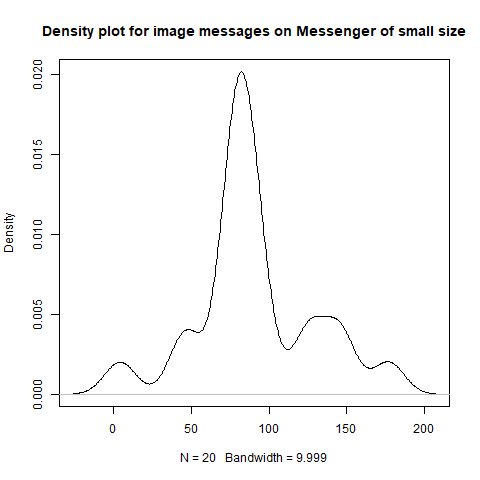 Density plot for image messages on Messenger of small size
Density
0.020
0.015
0.010
0.005
0.000
0 50 100 150 200
N = 20 Bandwidth = 9.999